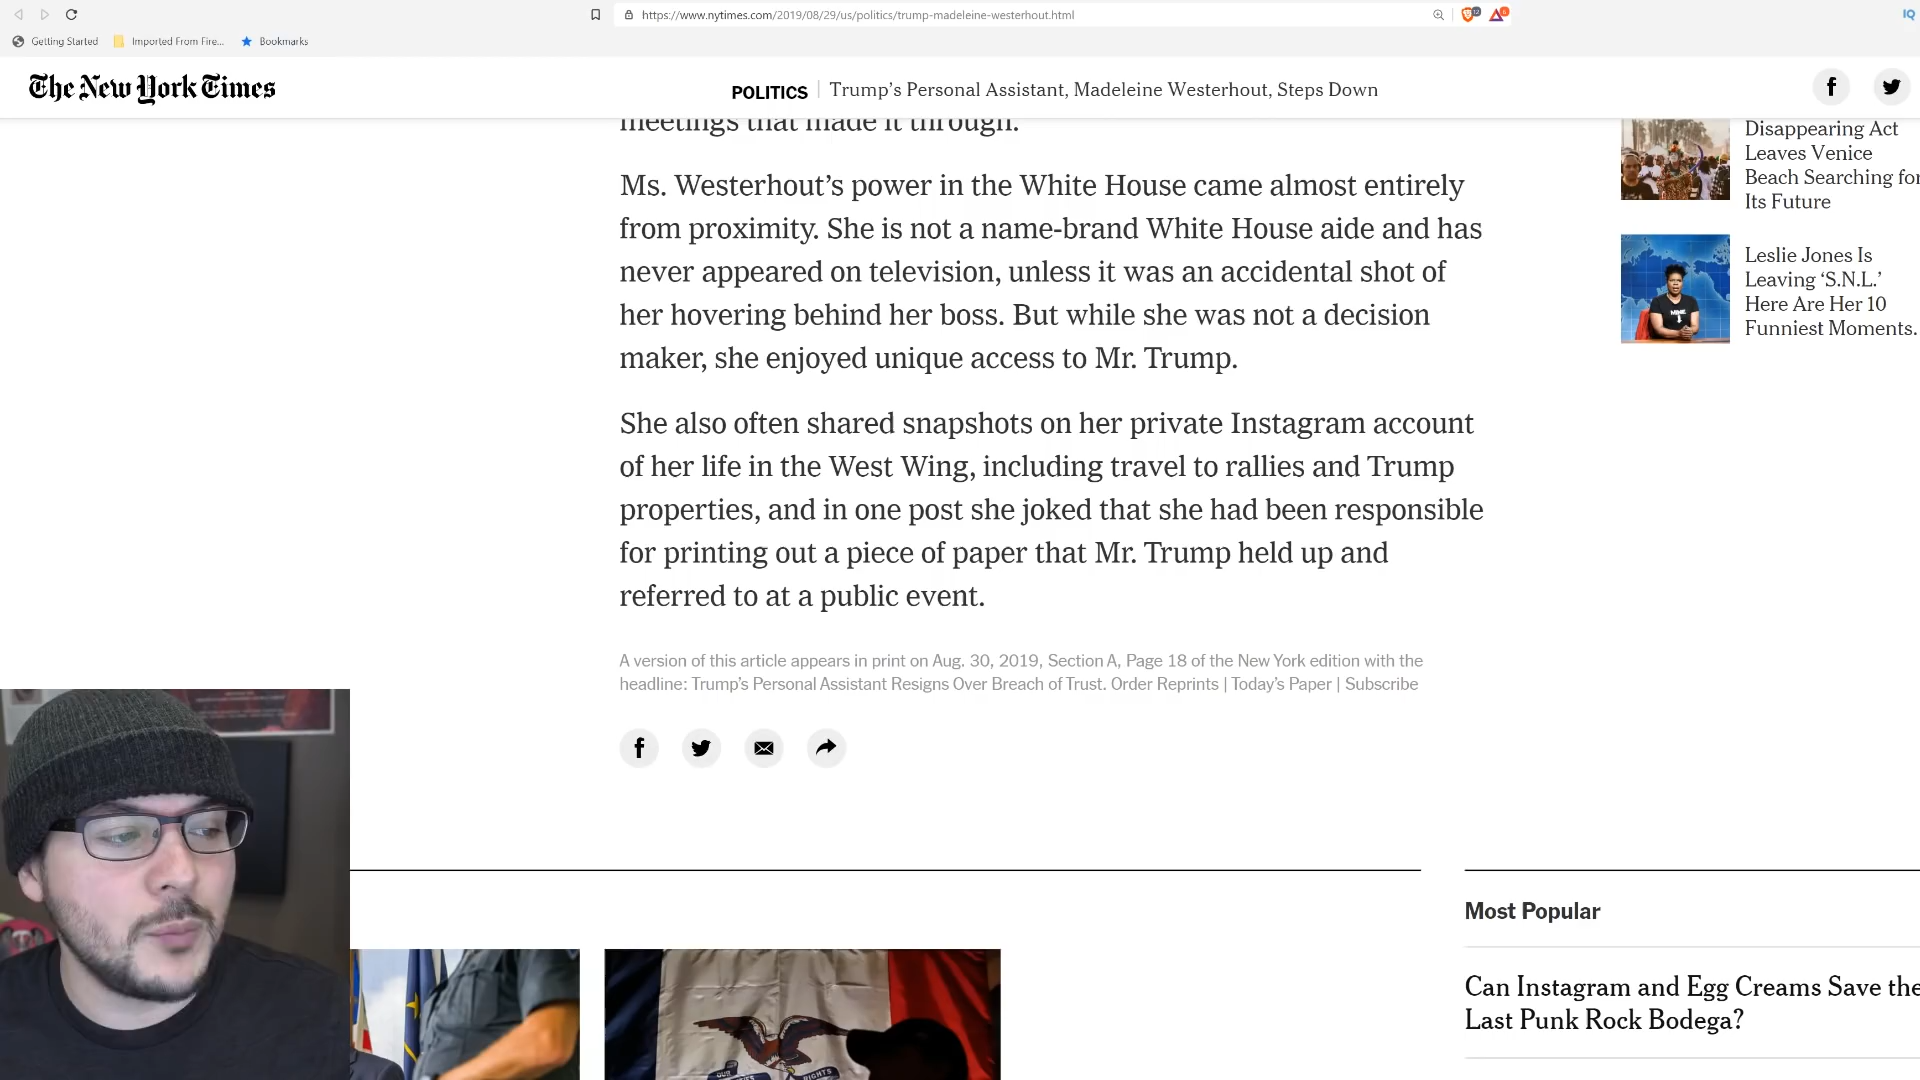 https://www.nytimes.com/2019/08/29/us/politics/trump-madeleine-westerhout.html
IQ
Getting Started
Imported From Fire...
Bookmarks
The New York Times
POLITICS
Trump’s Personal Assistant, Madeleine Westerhout, Steps Down
meetings that made it through.
Ms. Westerhout’s power in the White House came almost entirely
from proximity. She is not a name-brand White House aide and has
never appeared on television, unless it was an accidental shot of
her hovering behind her boss. But while she was not a decision
maker, she enjoyed unique access to Mr. Trump.
She also often shared snapshots on her private Instagram account
of her life in the West Wing, including travel to rallies and Trump
properties, and in one post she joked that she had been responsible
for printing out a piece of paper that Mr. Trump held up and
referred to at a public event.
A version of this article appears in print on Aug. 30, 2019, Section A, Page 18 of the New York edition with the
headline: Trump’s Personal Assistant Resigns Over Breach of Trust. Order Reprints | Today’s Paper | Subscribe
Disappearing Act
Leaves Venice
Beach Searching for
Its Future
Leslie Jones Is
Leaving ‘S.N.L.’
Here Are Her 10
Funniest Moments.
Most Popular
Can Instagram and Egg Creams Save the
Last Punk Rock Bodega?
OUR
RIGHTS